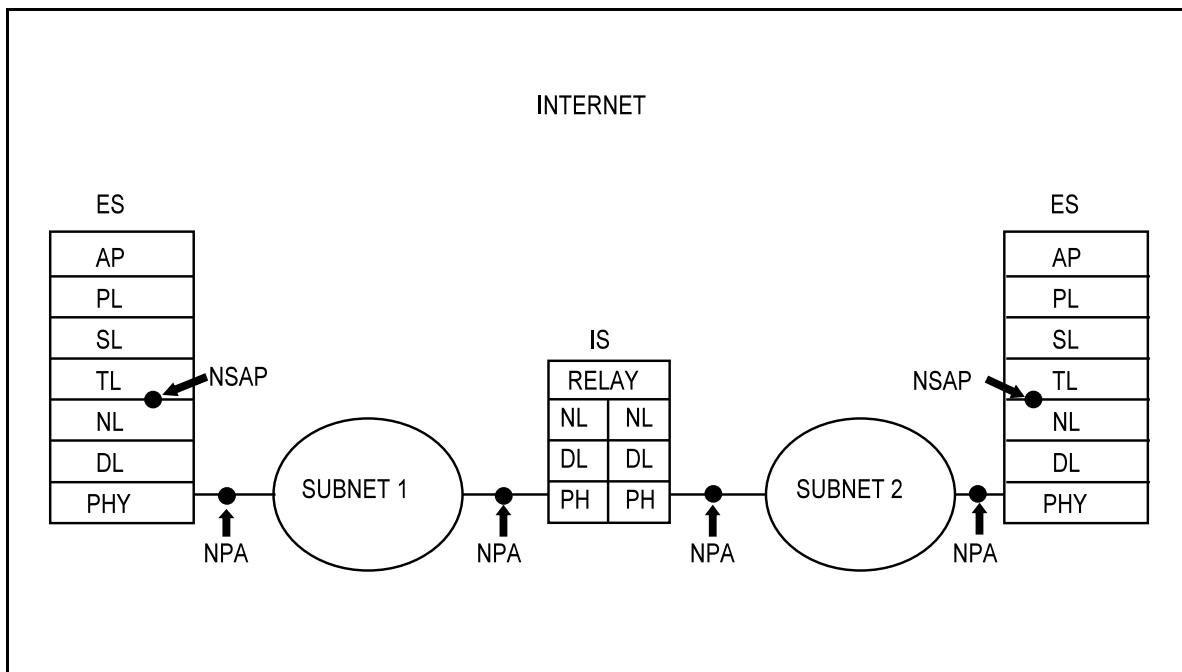 INTERNET
ES
AP
PL
SL
TL
NL
DL
PHY
NSAP
NPA
SUBNET 1
NPA
IS
RELAY
NL NL
DL DL
PH PH
NPA
SUBNET 2
NPA
NSAP
ES
AP
PL
SL
TL
NL
DL
PHY